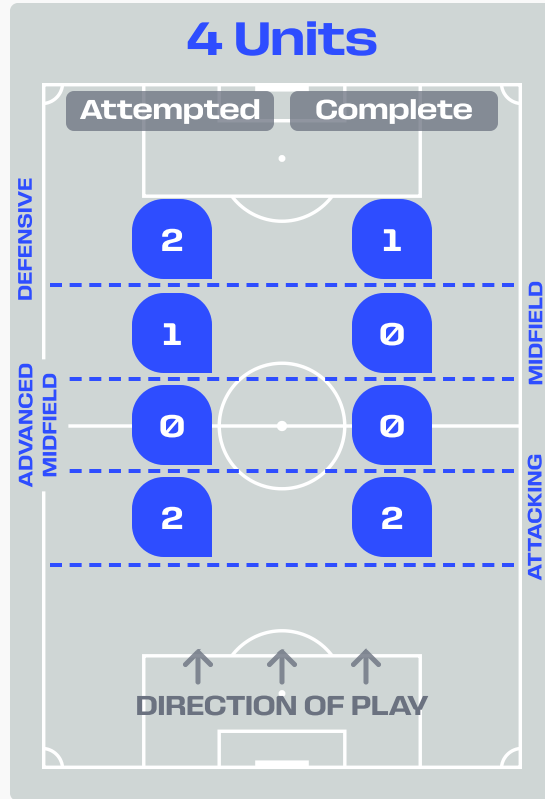 4 Units
Attempted Complete
DEFENSIVE
2 1
MIDFIELD
1 0
ADVANCED
MIDFIELD
0 0
ATTACKING
2 2
DIRECTION OF PLAY